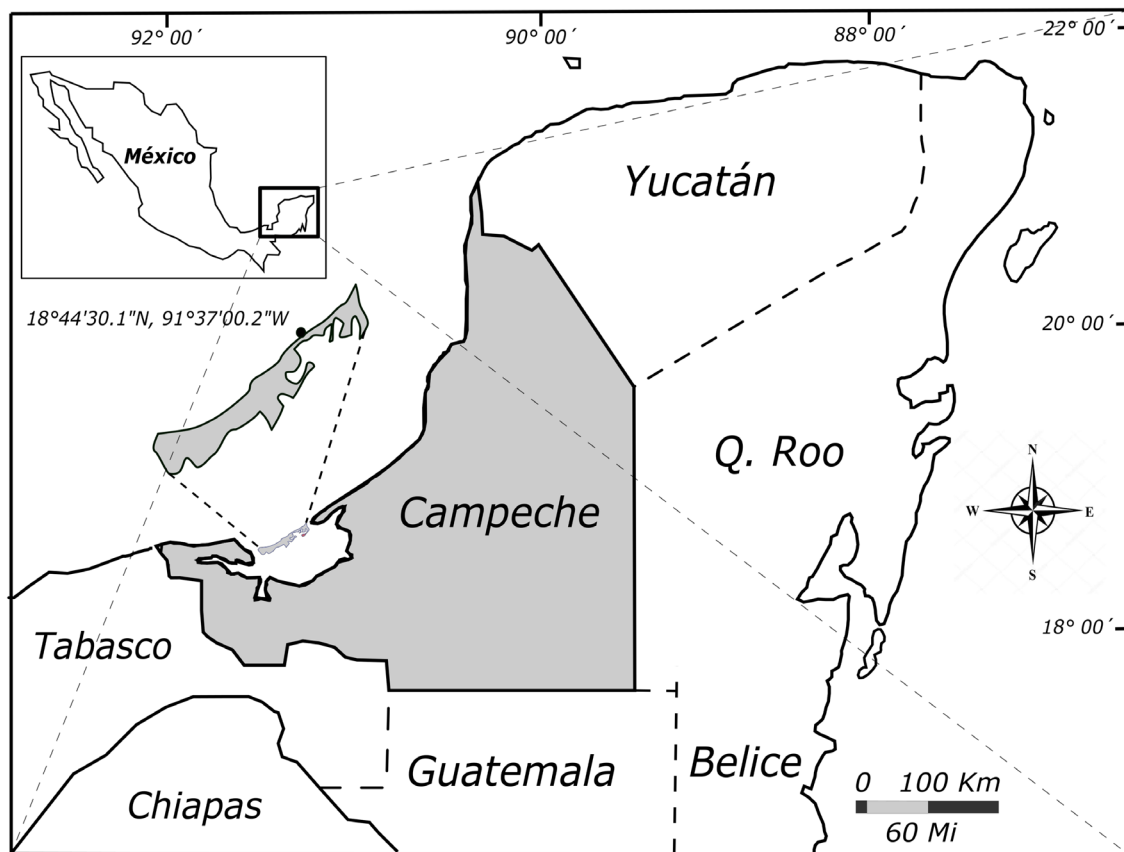 92°00´
90°00´
88°00´
22°00´
México
Yucatán
18°44'30.1"N, 91°37'00.2"W
20°00´
Q. Roo
Campeche
N
W
E
S
18°00´
Tabasco
Guatemala
Belice
Chiapas
0 100 Km
60 Mi